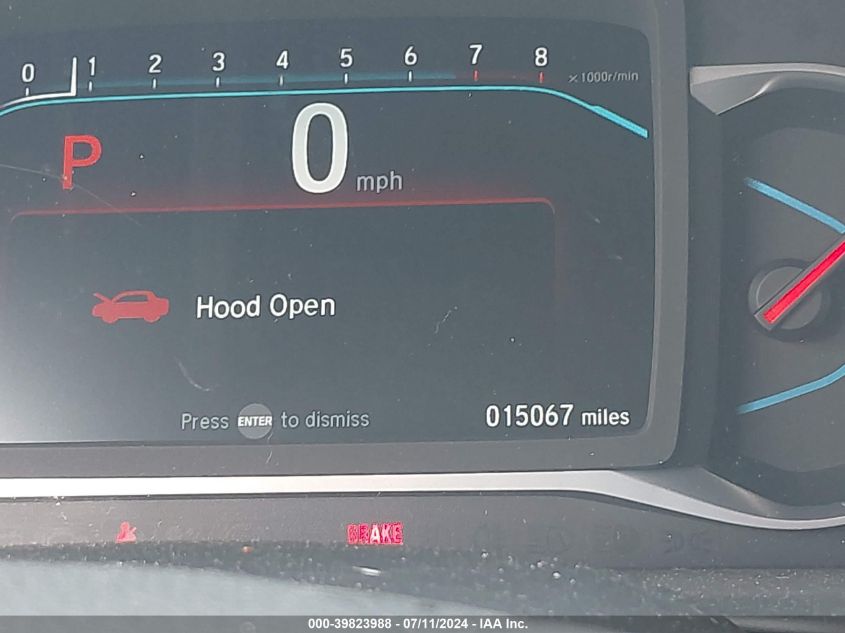 0 1 2 3 4 5 6 7 8 ×1000r/min
P 0 mph
Hood Open
Press ENTER to dismiss 015067 miles
BRAKE
000-39823988 - 07/11/2024 - IAA Inc.